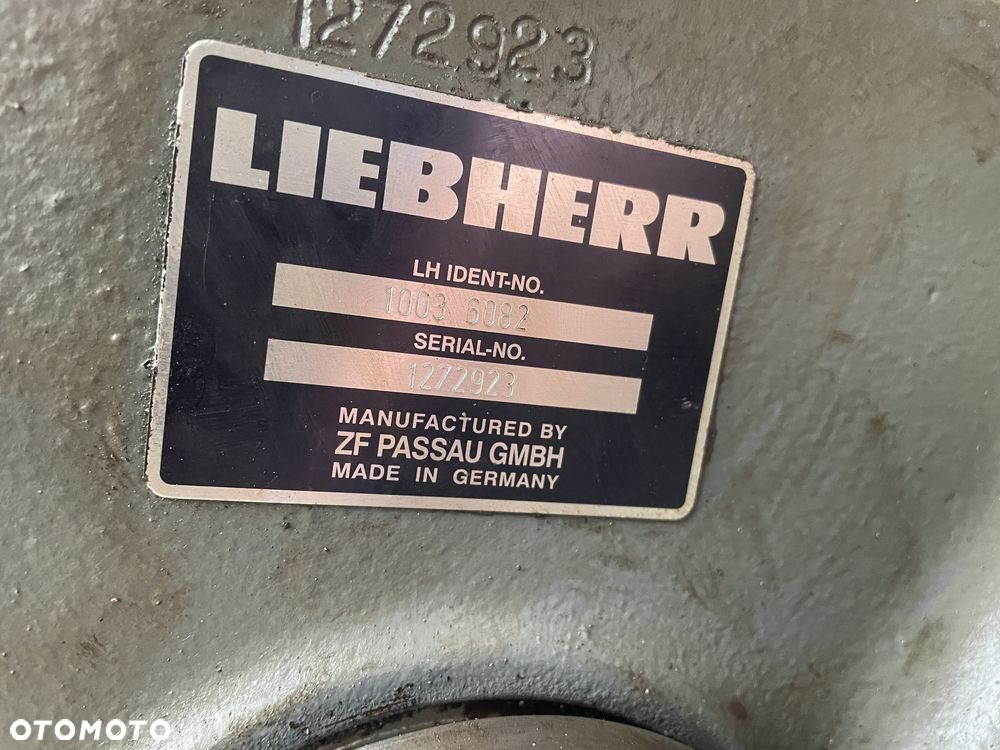 1272923
LIEBHERR
LH IDENT-NO.
1003 6082
SERIAL-NO.
1272923
MANUFACTURED BY
ZF PASSAU GMBH
MADE IN GERMANY
OTOMOTO